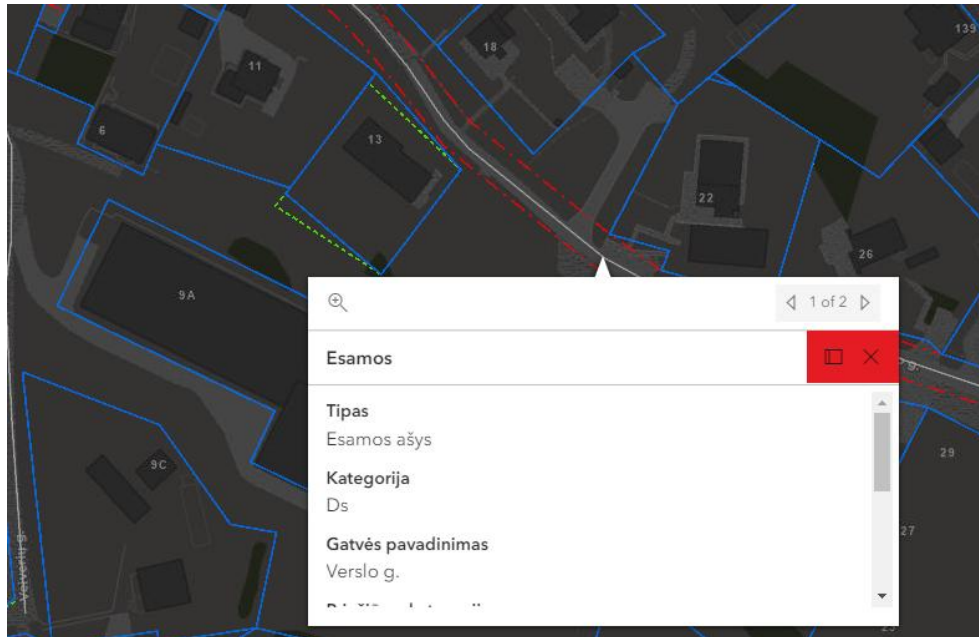 139
18
11
13
6
22
26
9A
1 of 2
Esamos
g.
Tipas
Esamos ašys
Kategorija
Ds
29
9C
Gatvės pavadinimas
27
Verslo g.
Veiverių g.